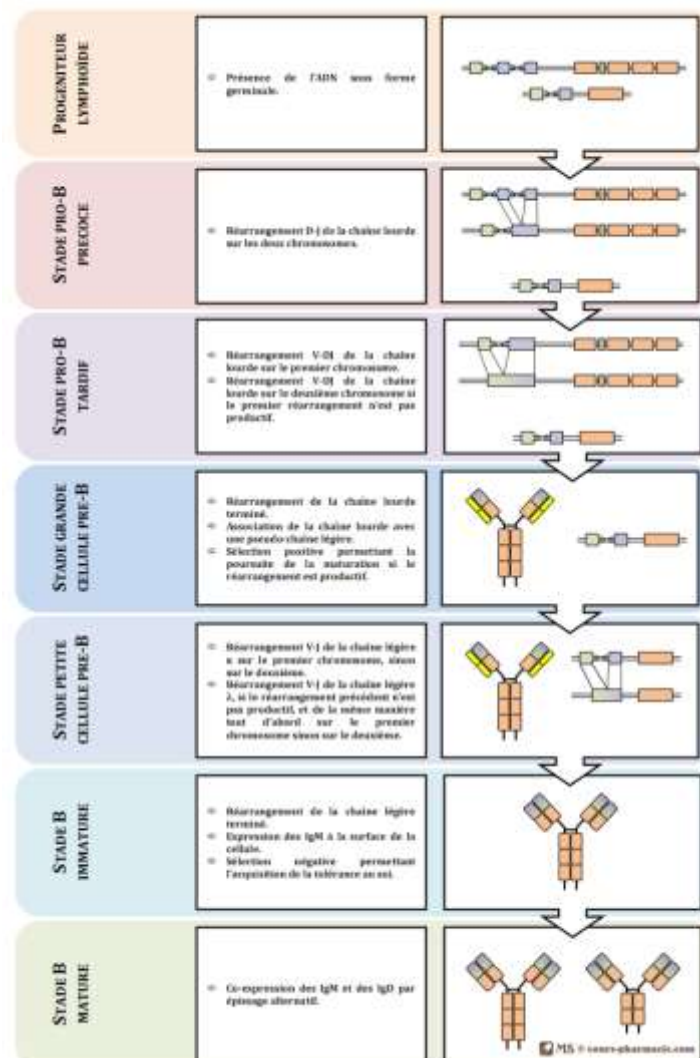 PROGENITEUR
LYMPHOÏDE
Présence de l'ADN sous forme
germinale.
STADE PRO-B
PRECOCE
Réarrangement D-J de la chaîne lourde
sur les deux chromosomes.
STADE PRO-B
TARDIF
Réarrangement V-DJ de la chaîne
lourde sur le premier chromosome.
Réarrangement V-DJ de la chaîne
lourde sur le deuxième chromosome si
le premier réarrangement n'est pas
productif.
STADE GRANDE
CELLULE PRE-B
Réarrangement de la chaîne lourde
terminé.
Association de la chaîne lourde avec
une pseudo-chaîne légère.
Sélection positive permettant la
poursuite de la maturation si le
réarrangement est productif.
STADE PETITE
CELLULE PRE-B
Réarrangement V-J de la chaîne légère
κ sur le premier chromosome, sinon
sur le deuxième.
Réarrangement V-J de la chaîne légère
λ, si le réarrangement précédent n'est
pas productif, et de la même manière
tout d'abord sur le premier
chromosome sinon sur le deuxième.
STADE B
IMMATURE
Réarrangement de la chaîne légère
terminé.
Expression des IgM à la surface de la
cellule.
Sélection négative permettant
l'acquisition de la tolérance au soi.
STADE B
MATURE
Co-expression des IgM et des IgD par
épissage alternatif.
MS © cours-pharmacie.com